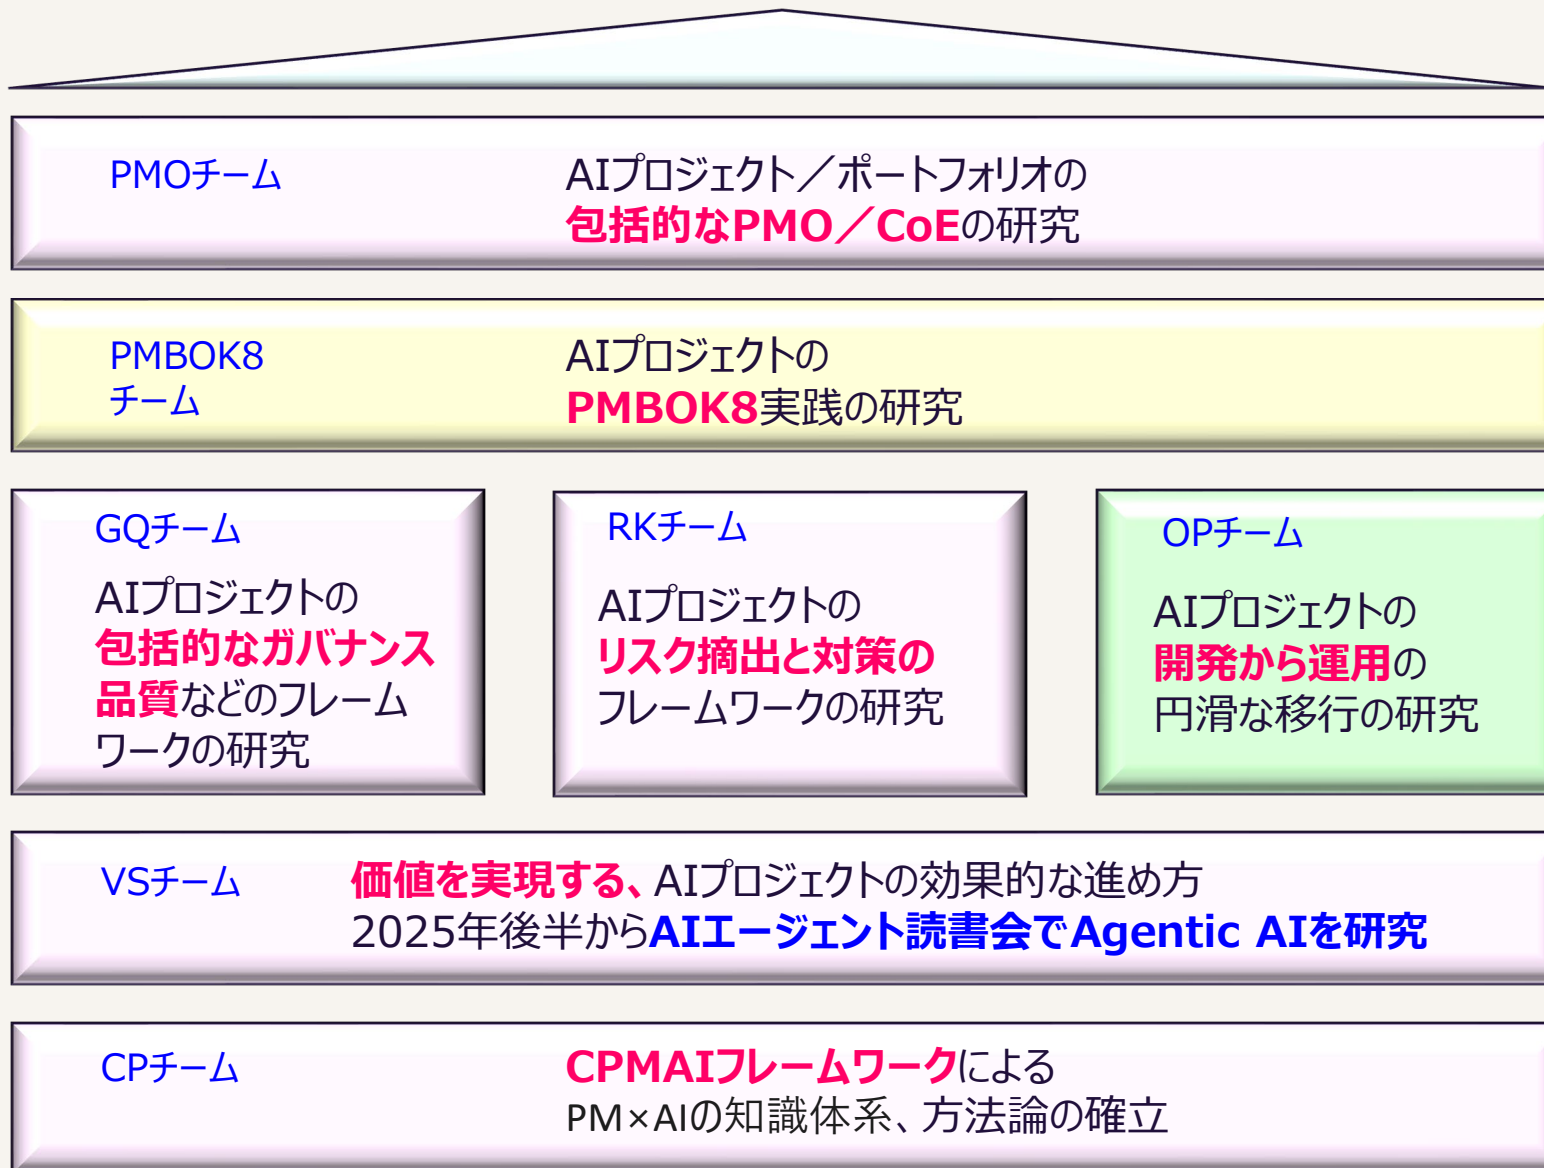 PMOチーム
AIプロジェクト／ポートフォリオの
包括的なPMO／CoEの研究
PMBOK8
チーム
AIプロジェクトの
PMBOK8実践の研究
GQチーム
AIプロジェクトの
包括的なガバナンス
品質などのフレーム
ワークの研究
RKチーム
AIプロジェクトの
リスク摘出と対策の
フレームワークの研究
OPチーム
AIプロジェクトの
開発から運用の
円滑な移行の研究
VSチーム
価値を実現する、AIプロジェクトの効果的な進め方
2025年後半からAIエージェント読書会でAgentic AIを研究
CPチーム
CPMAIフレームワークによる
PM×AIの知識体系、方法論の確立